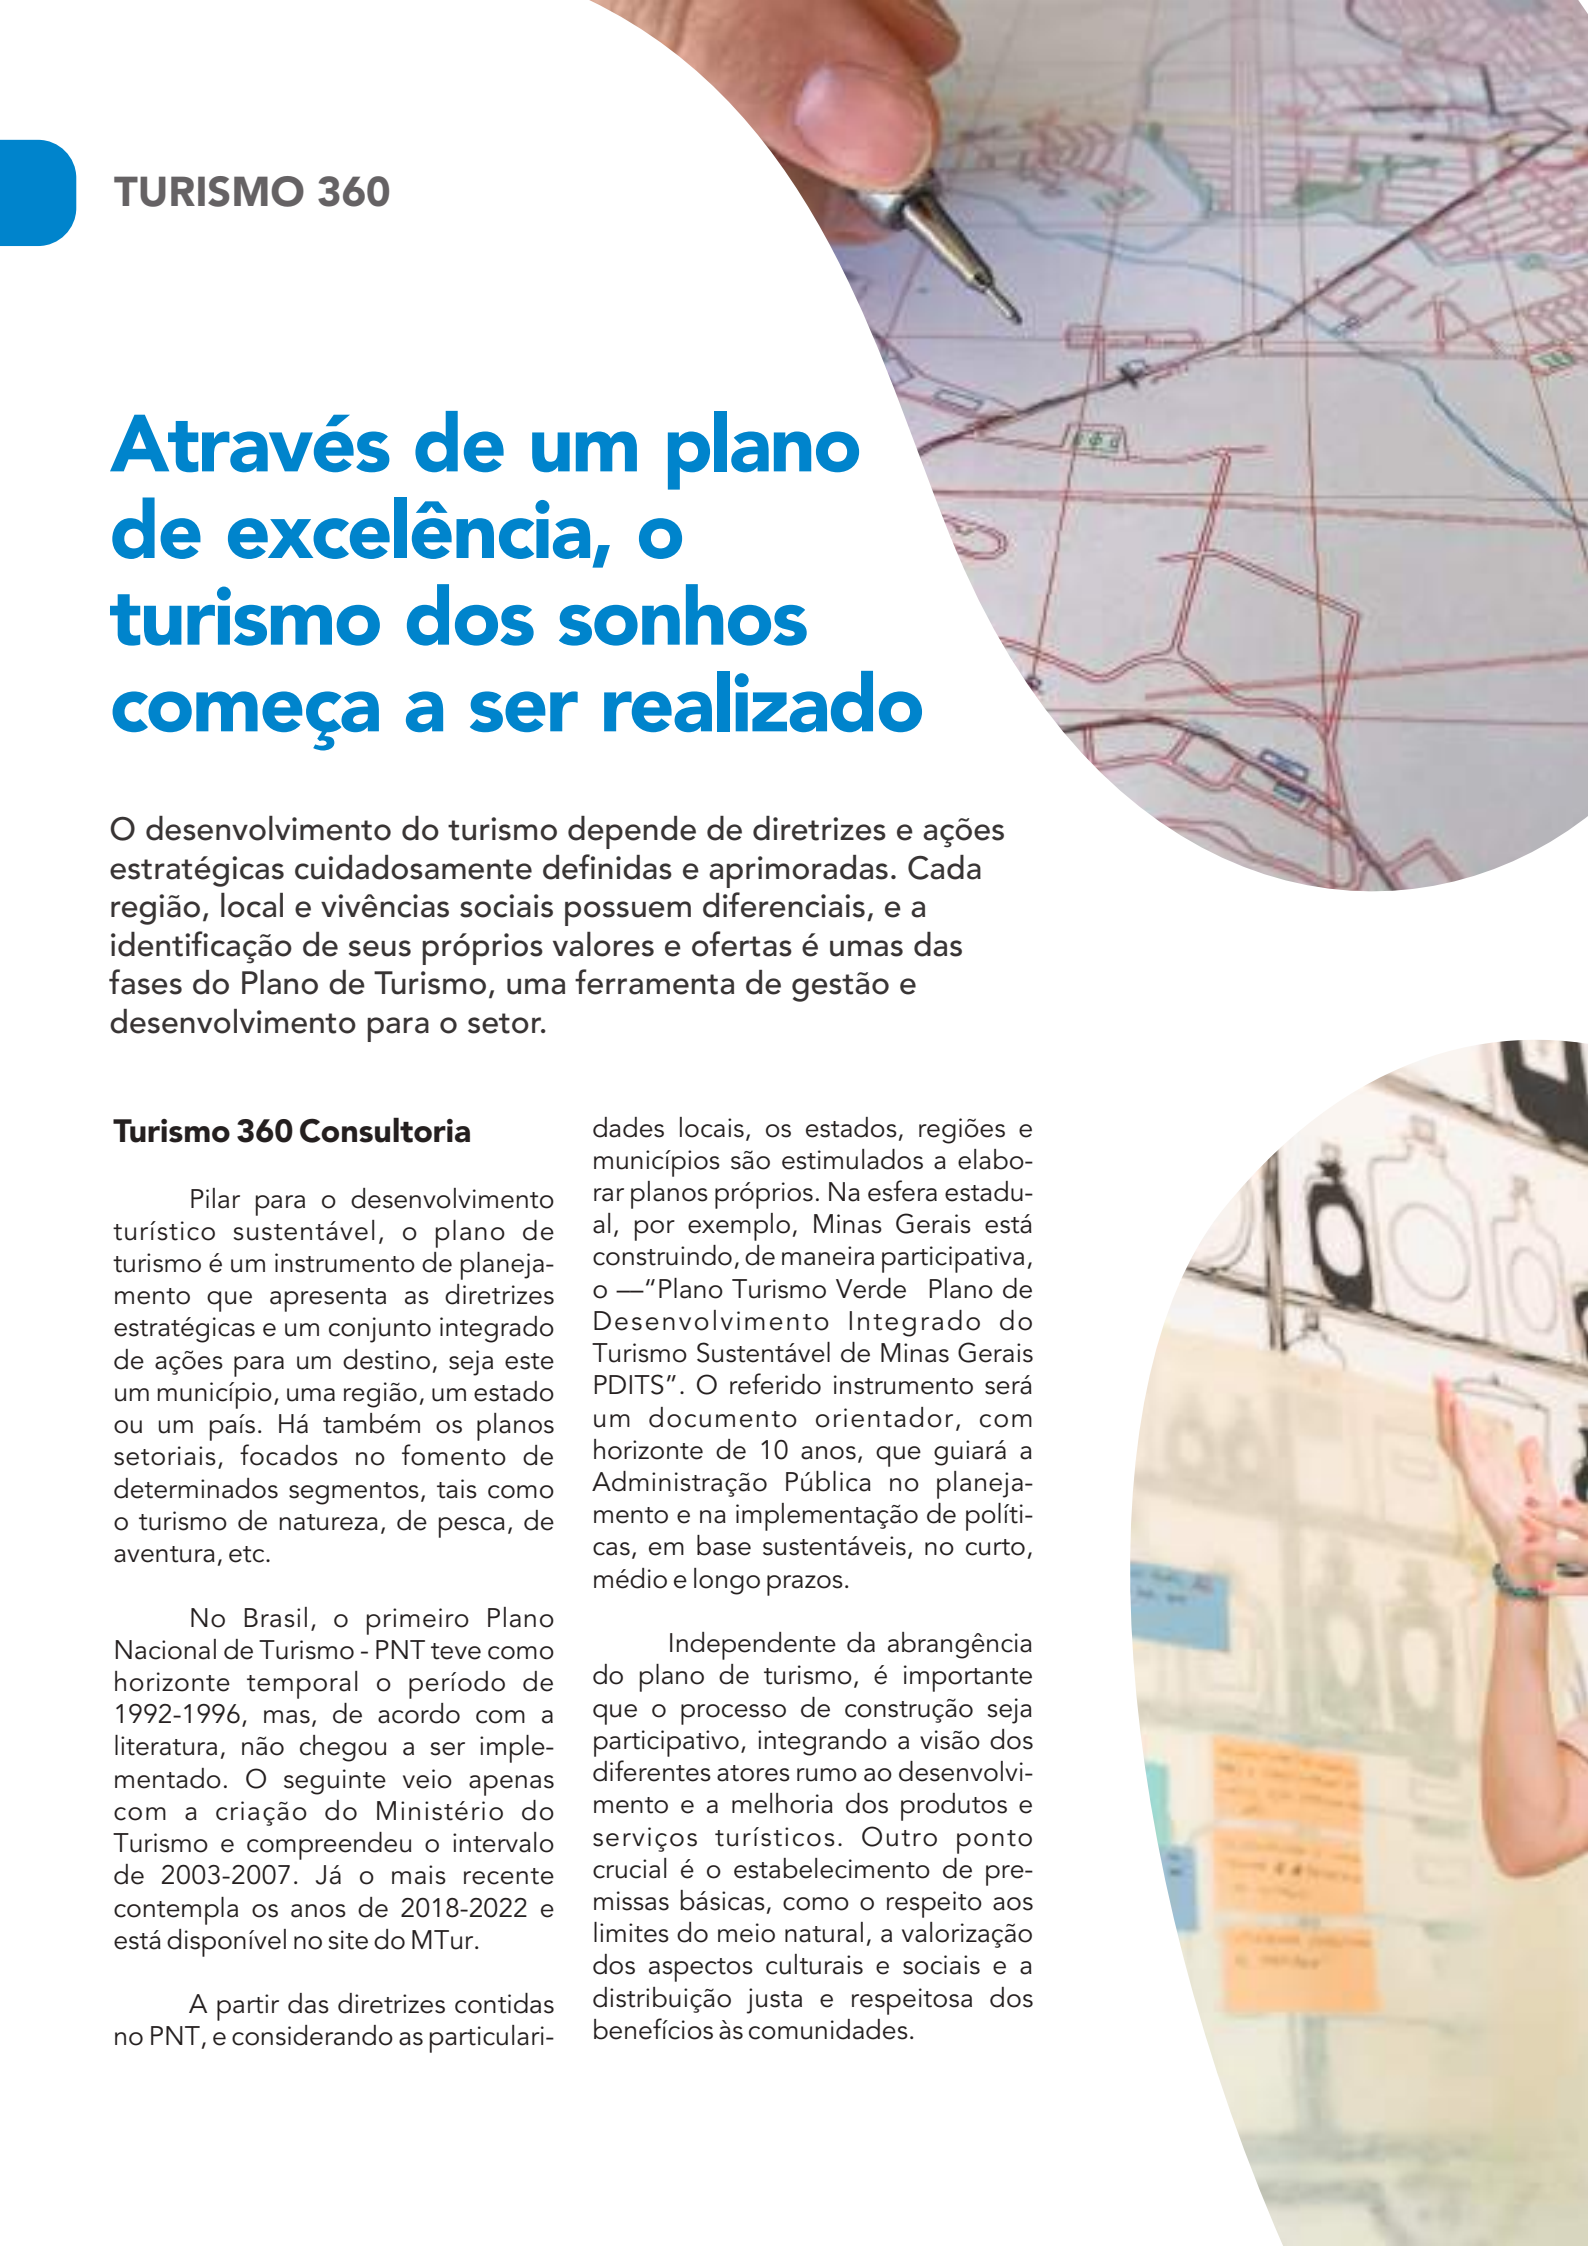 TURISMO 360
Através de um plano
de excelência, o
turismo dos sonhos
começa a ser realizado
O desenvolvimento do turismo depende de diretrizes e ações
estratégicas cuidadosamente definidas e aprimoradas. Cada
região, local e vivências sociais possuem diferenciais, e a
identificação de seus próprios valores e ofertas é umas das
fases do Plano de Turismo, uma ferramenta de gestão e
desenvolvimento para o setor.
Turismo 360 Consultoria
Pilar para o desenvolvimento
turístico sustentável, o plano de
turismo é um instrumento de planeja-
mento que apresenta as diretrizes
estratégicas e um conjunto integrado
de ações para um destino, seja este
um município, uma região, um estado
ou um país. Há também os planos
setoriais, focados no fomento de
determinados segmentos, tais como
o turismo de natureza, de pesca, de
aventura, etc.
No Brasil, o primeiro Plano
Nacional de Turismo - PNT teve como
horizonte temporal o período de
1992-1996, mas, de acordo com a
literatura, não chegou a ser imple-
mentado. O seguinte veio apenas
com a criação do Ministério do
Turismo e compreendeu o intervalo
de 2003-2007. Já o mais recente
contempla os anos de 2018-2022 e
está disponível no site do MTur.
A partir das diretrizes contidas
no PNT, e considerando as particulari-
dades locais, os estados, regiões e
municípios são estimulados a elabo-
rar planos próprios. Na esfera estadu-
al, por exemplo, Minas Gerais está
construindo, de maneira participativa,
o —“Plano Turismo Verde Plano de
Desenvolvimento Integrado do
Turismo Sustentável de Minas Gerais
PDITS”. O referido instrumento será
um documento orientador, com
horizonte de 10 anos, que guiará a
Administração Pública no planeja-
mento e na implementação de políti-
cas, em base sustentáveis, no curto,
médio e longo prazos.
Independente da abrangência
do plano de turismo, é importante
que o processo de construção seja
participativo, integrando a visão dos
diferentes atores rumo ao desenvolvi-
mento e a melhoria dos produtos e
serviços turísticos. Outro ponto
crucial é o estabelecimento de pre-
missas básicas, como o respeito aos
limites do meio natural, a valorização
dos aspectos culturais e sociais e a
distribuição justa e respeitosa dos
benefícios às comunidades.